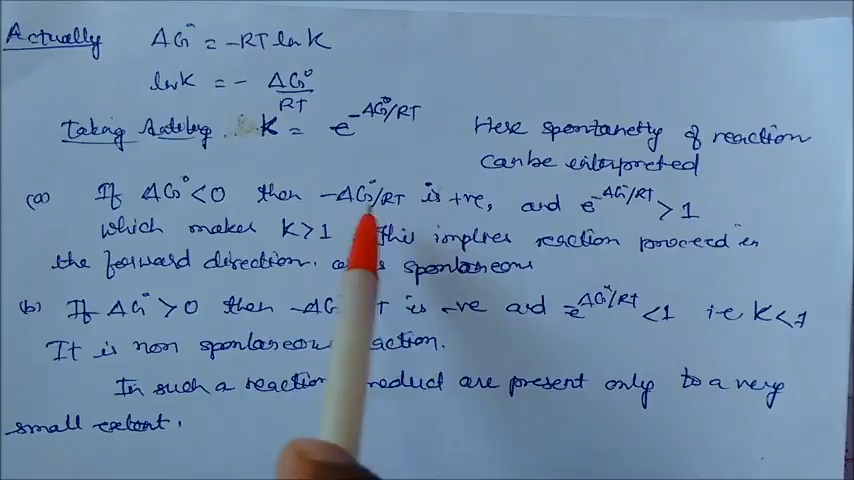 Actually ΔG° = -RT ln K
ln K = - ΔG°/RT
Taking Antilog. K = e^-ΔG°/RT
Here spontanetty of reaction
can be interpreted
(a) If ΔG° < 0 then -ΔG°/RT is +ve, and e^-ΔG°/RT > 1
which makes K > 1 This implies reaction proceed in
the forward direction. spontaneous
(b) If ΔG° > 0 then -ΔG° is -ve and e^-ΔG°/RT < 1 i.e K < 1
It is non spontaneous
In such a reaction product are present only to a very
small extent.